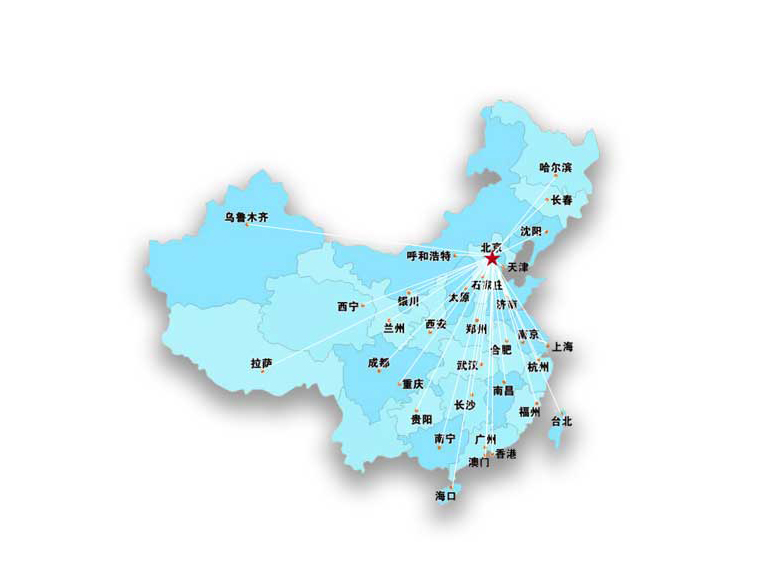 哈尔滨
长春
乌鲁木齐
沈阳
北京
呼和浩特
天津
石家庄
太原
银川
西宁
济南
西安
兰州
郑州
南京
合肥
上海
拉萨
成都
武汉
杭州
重庆
南昌
长沙
福州
贵阳
台北
南宁
广州
香港
澳门
海口